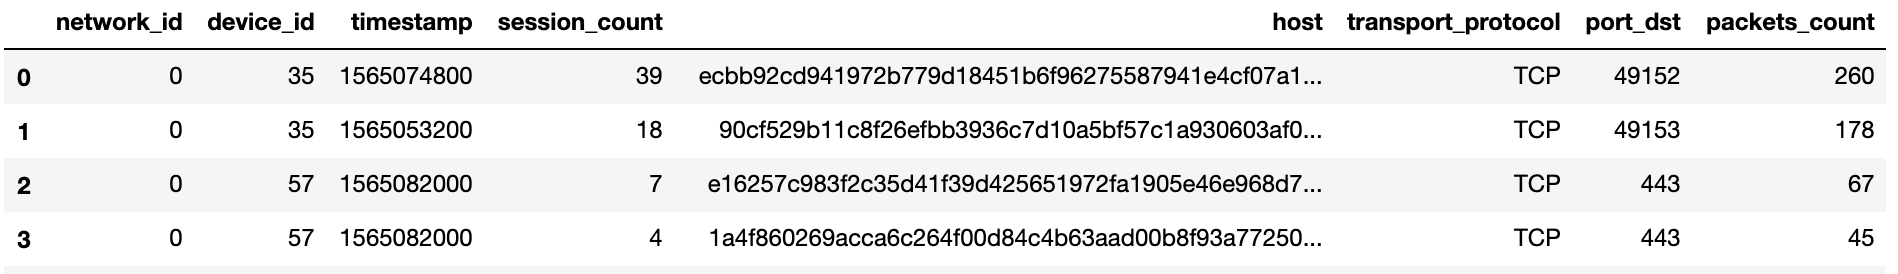 network_id device_id timestamp session_count host transport_protocol port_dst packets_count
0 0 35 1565074800 39 ecbb92cd941972b779d18451b6f96275587941e4cf07a1... TCP 49152 260
1 0 35 1565053200 18 90cf529b11c8f26efbb3936c7d10a5bf57c1a930603af0... TCP 49153 178
2 0 57 1565082000 7 e16257c983f2c35d41f39d425651972fa1905e46e968d7... TCP 443 67
3 0 57 1565082000 4 1a4f860269acca6c264f00d84c4b63aad00b8f93a77250... TCP 443 45